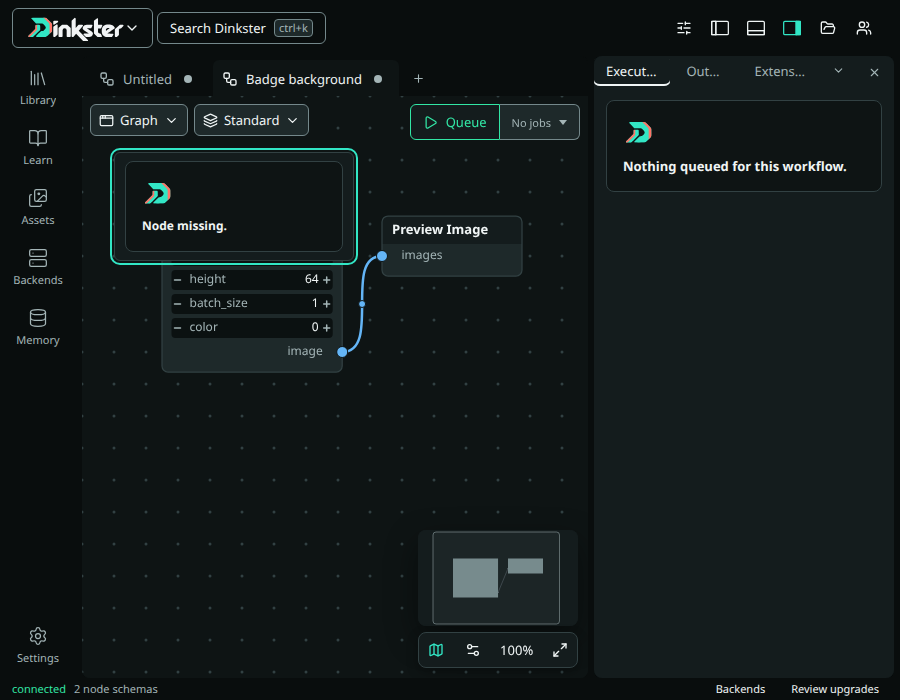 Dinkster
Search Dinkster ctrl+k
Untitled
Badge background
Execut...
Out...
Extens...
Library
Learn
Assets
Backends
Memory
Settings
Graph
Standard
Queue
No jobs
Nothing queued for this workflow.
Node missing.
Preview Image
images
height 64
batch_size 1
color 0
image
100%
connected 2 node schemas
Backends
Review upgrades